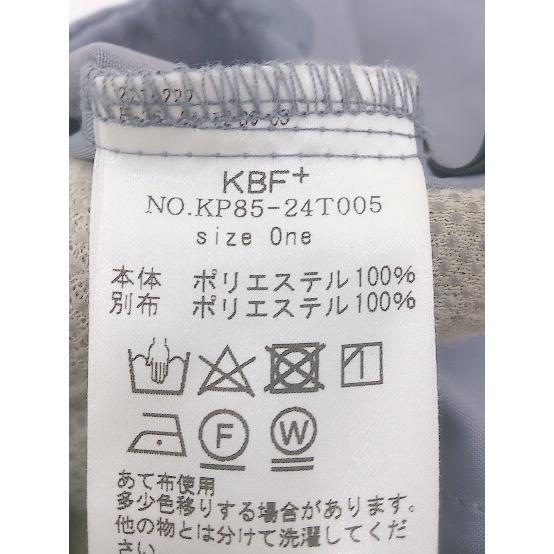 KBF+
NO.KP85-24T005
size One
本体 ポリエステル100%
別布 ポリエステル100%
F
W
あて布使用
多少色移りする場合があります。
他の物とは分けて洗濯してくだ
さい